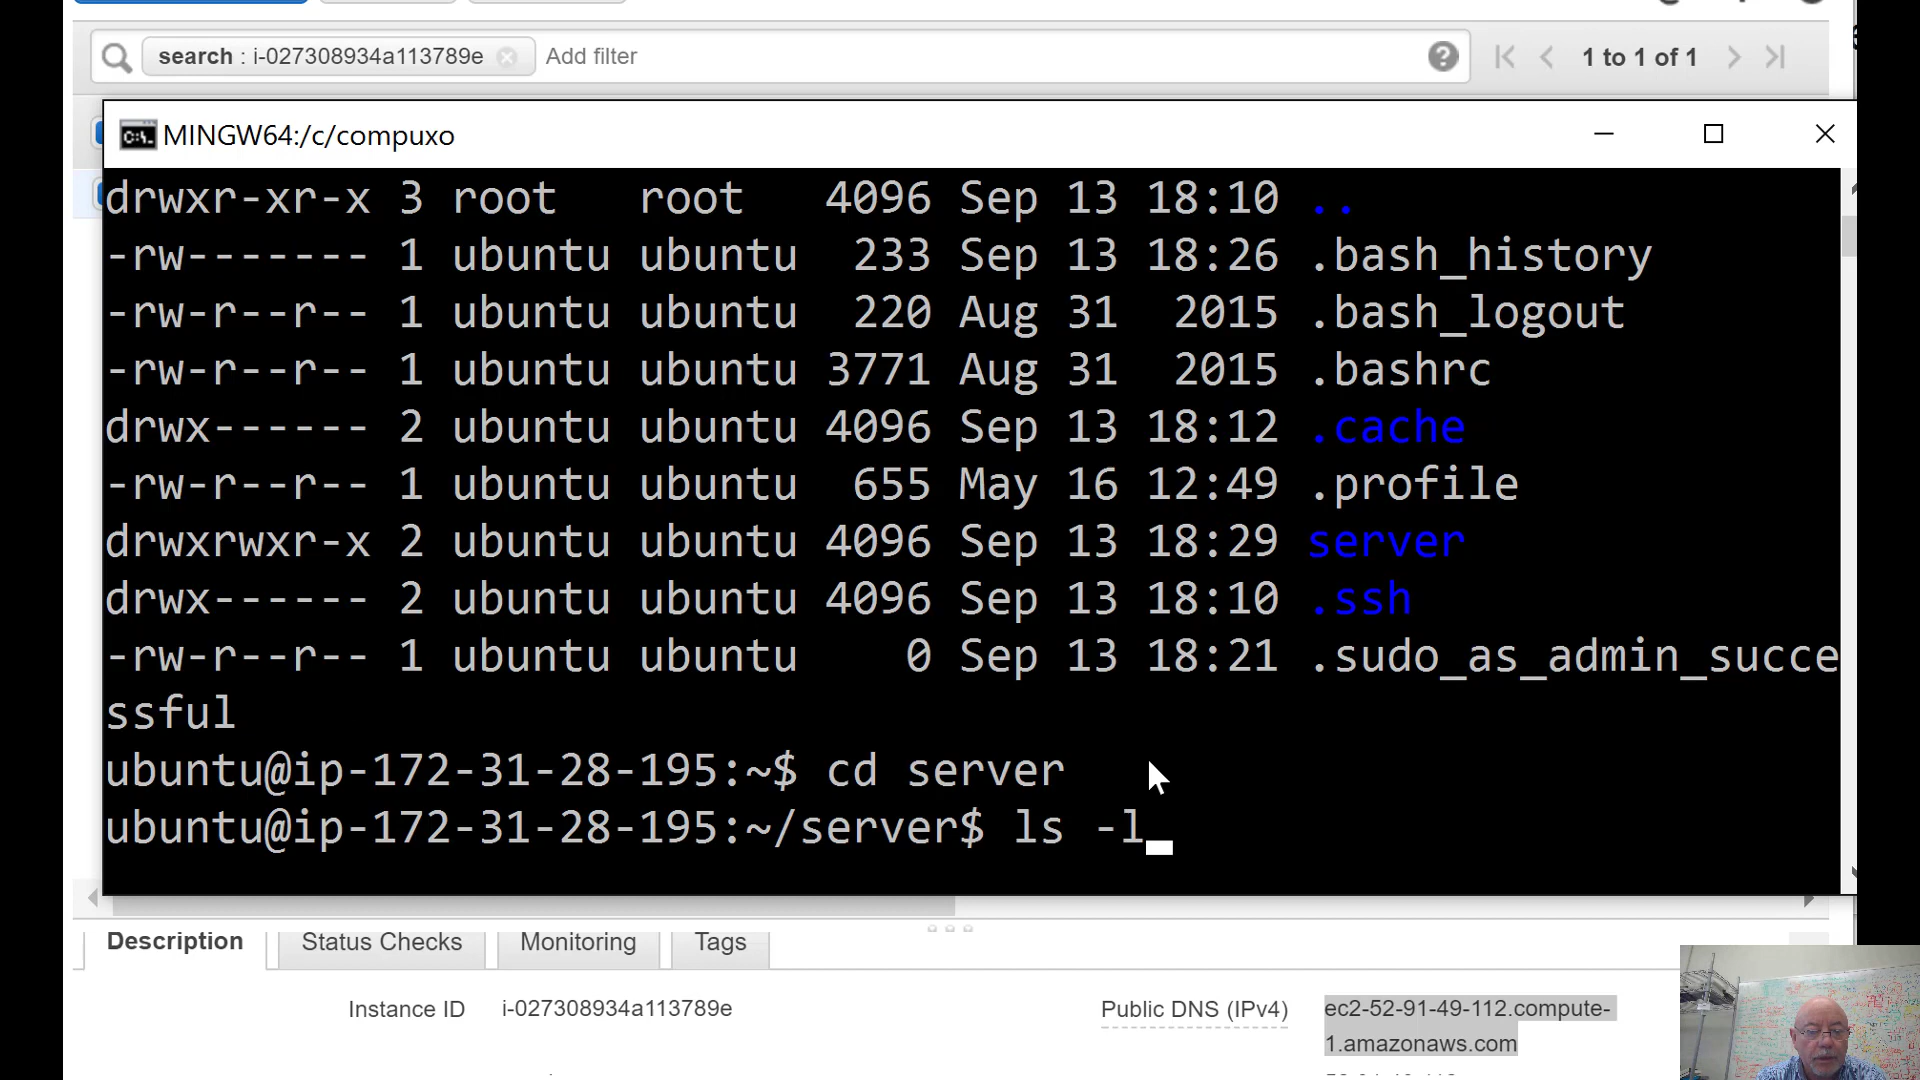 search : i-027308934a113789e Add filter 1 to 1 of 1
MINGW64:/c/compuxo
drwxr-xr-x 3 root   root   4096 Sep 13 18:10 ..
-rw------- 1 ubuntu ubuntu  233 Sep 13 18:26 .bash_history
-rw-r--r-- 1 ubuntu ubuntu  220 Aug 31  2015 .bash_logout
-rw-r--r-- 1 ubuntu ubuntu 3771 Aug 31  2015 .bashrc
drwx------ 2 ubuntu ubuntu 4096 Sep 13 18:12 .cache
-rw-r--r-- 1 ubuntu ubuntu  655 May 16 12:49 .profile
drwxrwxr-x 2 ubuntu ubuntu 4096 Sep 13 18:29 server
drwx------ 2 ubuntu ubuntu 4096 Sep 13 18:10 .ssh
-rw-r--r-- 1 ubuntu ubuntu    0 Sep 13 18:21 .sudo_as_admin_succe
ssful
ubuntu@ip-172-31-28-195:~$ cd server
ubuntu@ip-172-31-28-195:~/server$ ls -l
Description Status Checks Monitoring Tags
Instance ID i-027308934a113789e Public DNS (IPv4) ec2-52-91-49-112.compute-
1.amazonaws.com